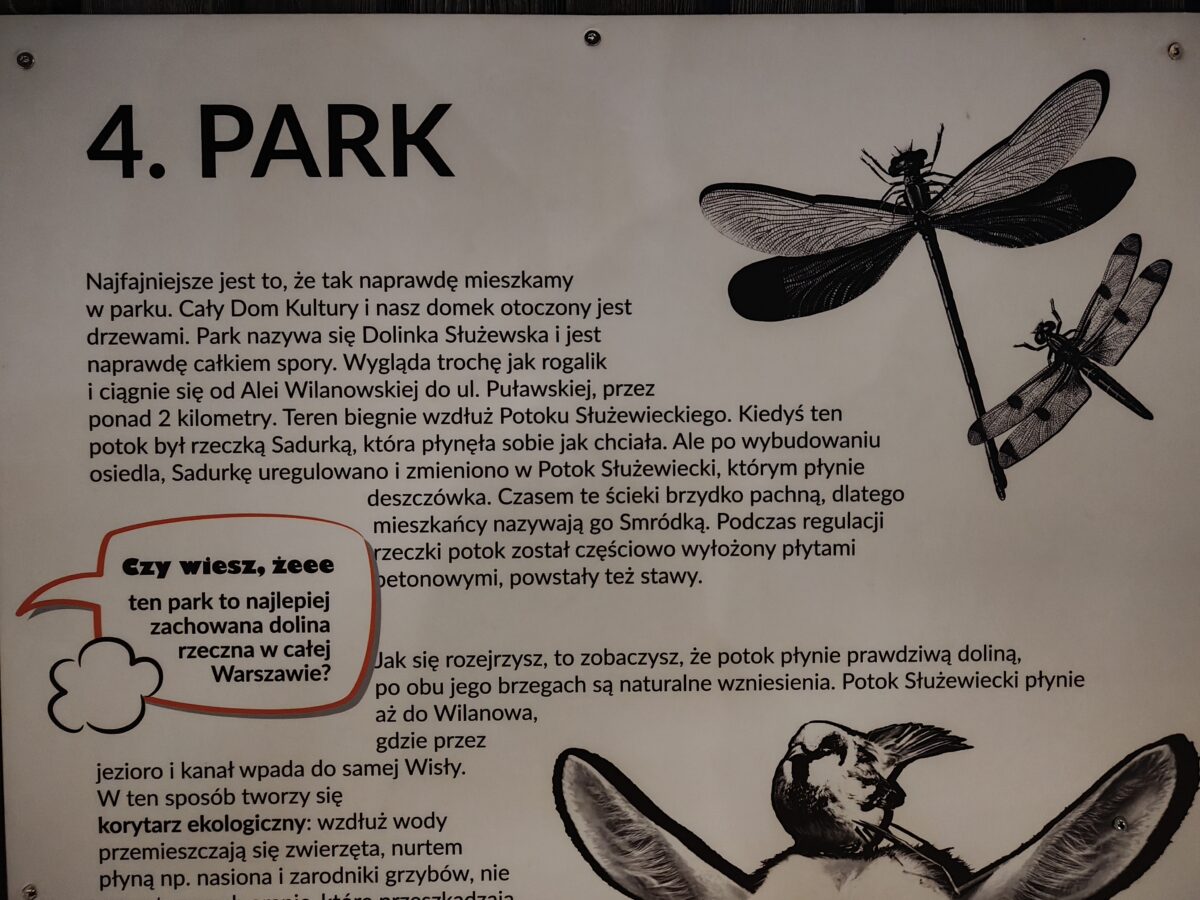 4. PARK
Najfajniejsze jest to, że tak naprawdę mieszkamy
w parku. Cały Dom Kultury i nasz domek otoczony jest
drzewami. Park nazywa się Dolinka Służewska i jest
naprawdę całkiem spory. Wygląda trochę jak rogalik
i ciągnie się od Alei Wilanowskiej do ul. Puławskiej, przez
ponad 2 kilometry. Teren biegnie wzdłuż Potoku Służewieckiego. Kiedyś ten
potok był rzeczką Sadurką, która płynęła sobie jak chciała. Ale po wybudowaniu
osiedla, Sadurkę uregulowano i zmieniono w Potok Służewiecki, którym płynie
deszczówka. Czasem te ścieki brzydko pachną, dlatego
mieszkańcy nazywają go Smródką. Podczas regulacji
rzeczki potok został częściowo wyłożony płytami
betonowymi, powstały też stawy.
Czy wiesz, żeee
ten park to najlepiej
zachowana dolina
rzeczna w całej
Warszawie?
Jak się rozejrzysz, to zobaczysz, że potok płynie prawdziwą doliną,
po obu jego brzegach są naturalne wzniesienia. Potok Służewiecki płynie
aż do Wilanowa,
gdzie przez
jezioro i kanał wpada do samej Wisły.
W ten sposób tworzy się
korytarz ekologiczny: wzdłuż wody
przemieszczają się zwierzęta, nurtem
płyną np. nasiona i zarodniki grzybów, nie
które przeszkadzają